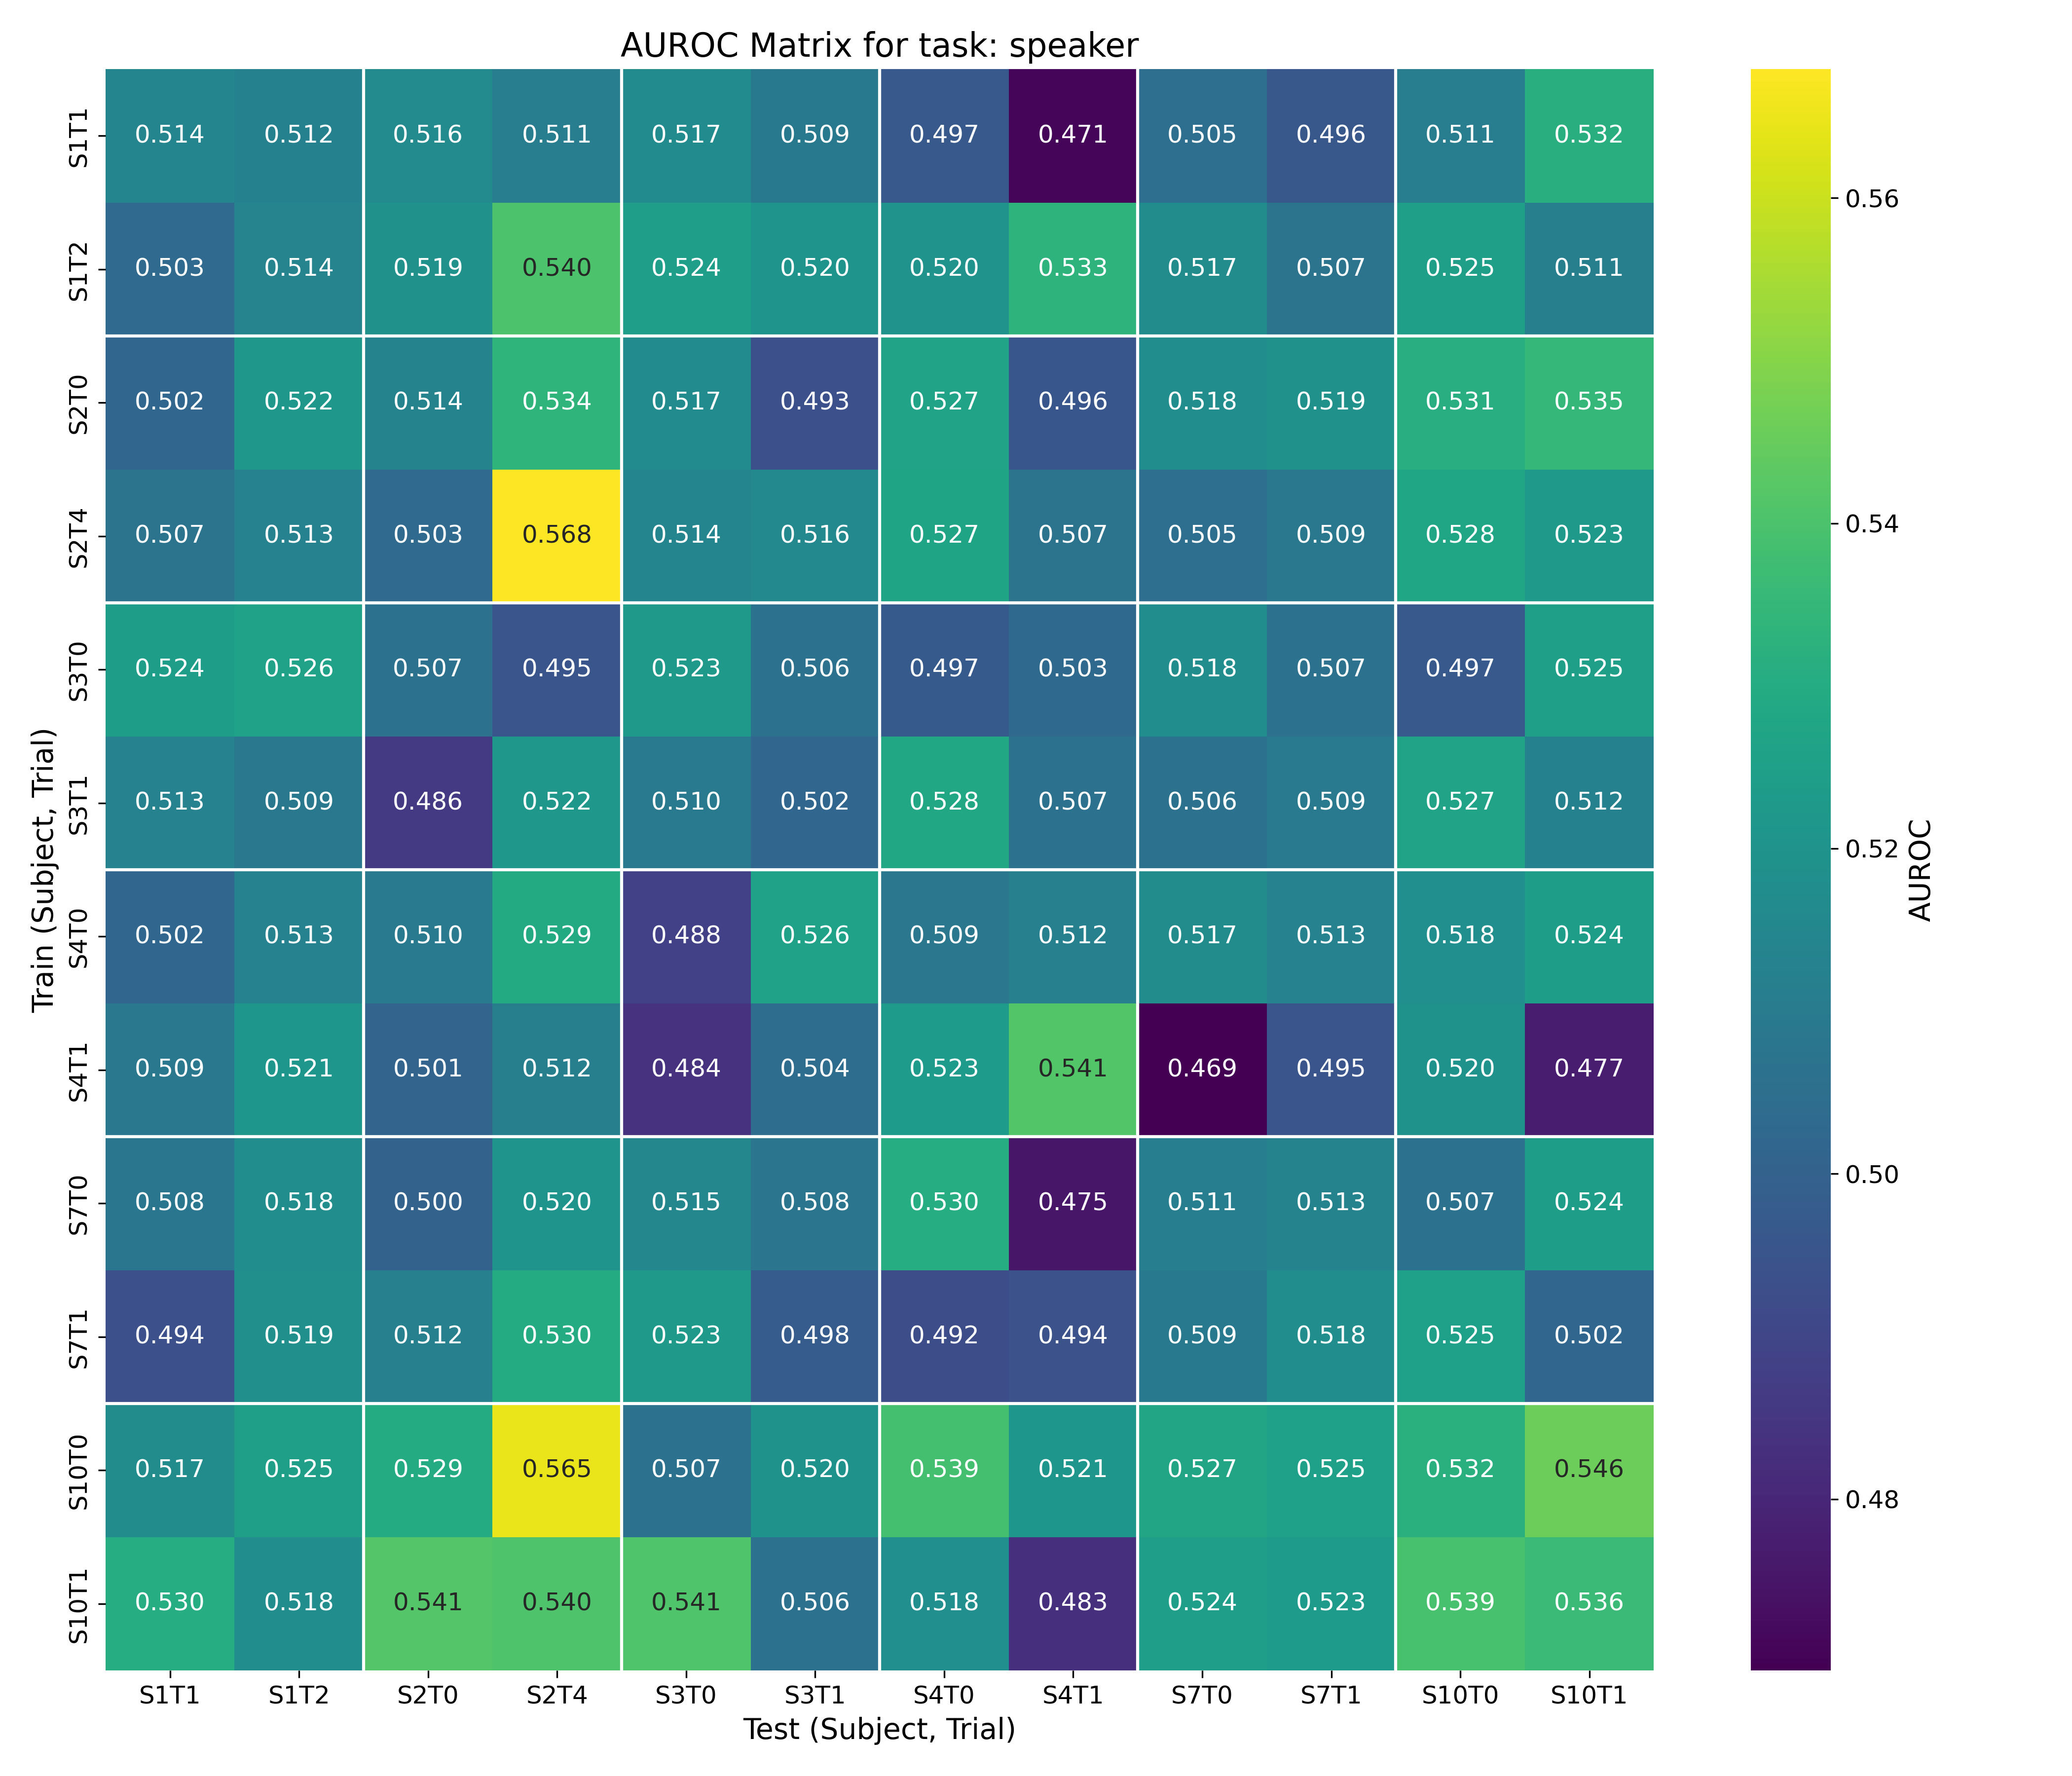 AUROC Matrix for task: speaker
S1T1 0.514 0.512 0.516 0.511 0.517 0.509 0.497 0.471 0.505 0.496 0.511 0.532
S1T2 0.503 0.514 0.519 0.540 0.524 0.520 0.520 0.533 0.517 0.507 0.525 0.511
S2T0 0.502 0.522 0.514 0.534 0.517 0.493 0.527 0.496 0.518 0.519 0.531 0.535
S2T4 0.507 0.513 0.503 0.568 0.514 0.516 0.527 0.507 0.505 0.509 0.528 0.523
S3T0 0.524 0.526 0.507 0.495 0.523 0.506 0.497 0.503 0.518 0.507 0.497 0.525
S3T1 0.513 0.509 0.486 0.522 0.510 0.502 0.528 0.507 0.506 0.509 0.527 0.512
S4T0 0.502 0.513 0.510 0.529 0.488 0.526 0.509 0.512 0.517 0.513 0.518 0.524
S4T1 0.509 0.521 0.501 0.512 0.484 0.504 0.523 0.541 0.469 0.495 0.520 0.477
S7T0 0.508 0.518 0.500 0.520 0.515 0.508 0.530 0.475 0.511 0.513 0.507 0.524
S7T1 0.494 0.519 0.512 0.530 0.523 0.498 0.492 0.494 0.509 0.518 0.525 0.502
S10T0 0.517 0.525 0.529 0.565 0.507 0.520 0.539 0.521 0.527 0.525 0.532 0.546
S10T1 0.530 0.518 0.541 0.540 0.541 0.506 0.518 0.483 0.524 0.523 0.539 0.536
S1T1 S1T2 S2T0 S2T4 S3T0 S3T1 S4T0 S4T1 S7T0 S7T1 S10T0 S10T1
Test (Subject, Trial)
Train (Subject, Trial)
0.56
0.54
0.52
0.50
0.48
AUROC